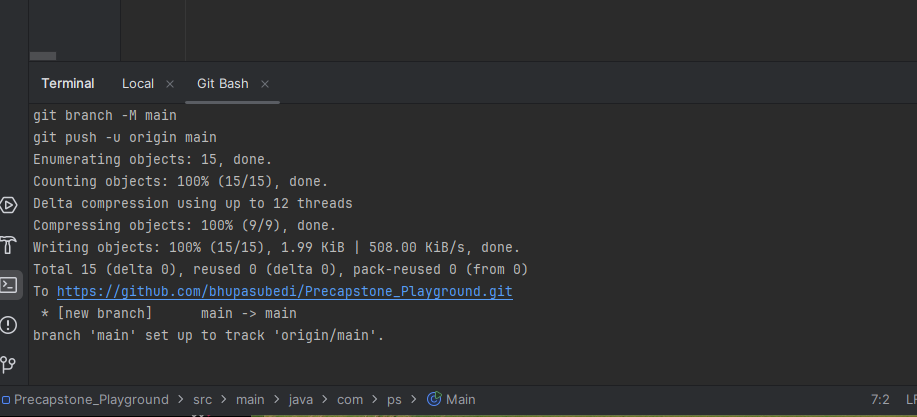 Terminal Local × Git Bash ×
git branch -M main
git push -u origin main
Enumerating objects: 15, done.
Counting objects: 100% (15/15), done.
Delta compression using up to 12 threads
Compressing objects: 100% (9/9), done.
Writing objects: 100% (15/15), 1.99 KiB | 508.00 KiB/s, done.
Total 15 (delta 0), reused 0 (delta 0), pack-reused 0 (from 0)
To https://github.com/bhupasubedi/Precapstone_Playground.git
 * [new branch]      main -> main
branch 'main' set up to track 'origin/main'.
Precapstone_Playground > src > main > java > com > ps > Main 7:2